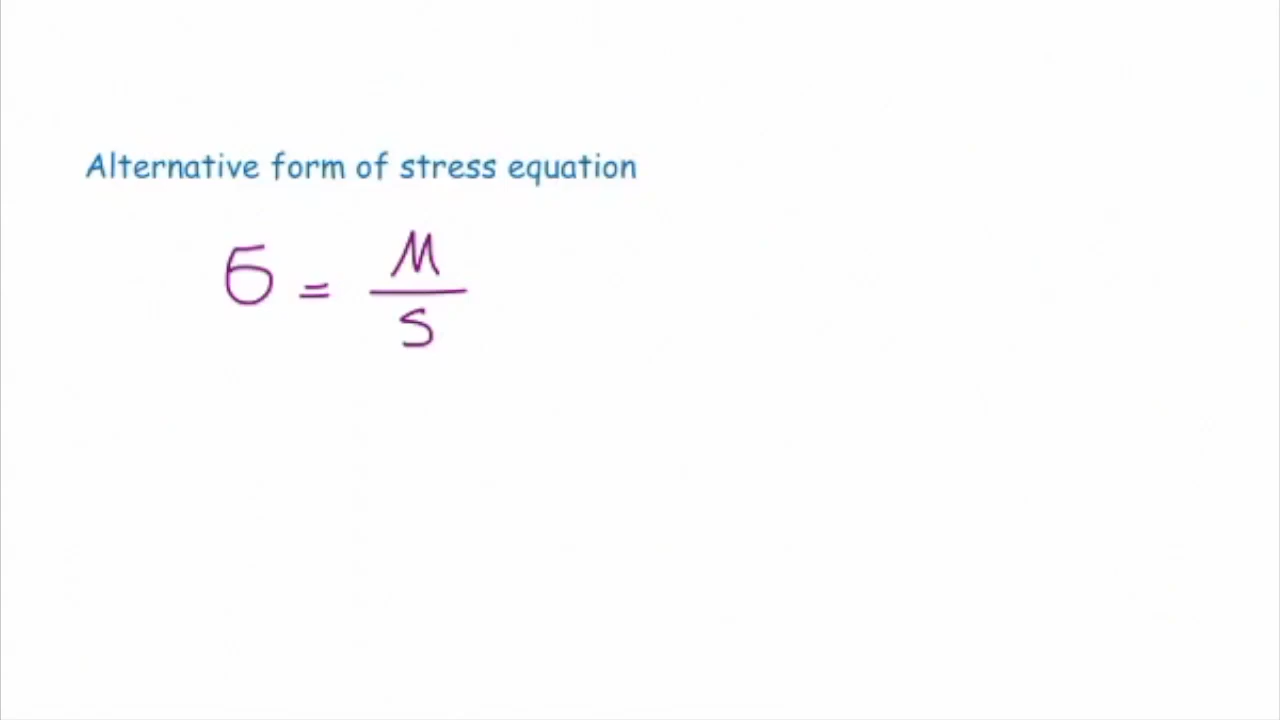 Alternative form of stress equation
σ = M
S